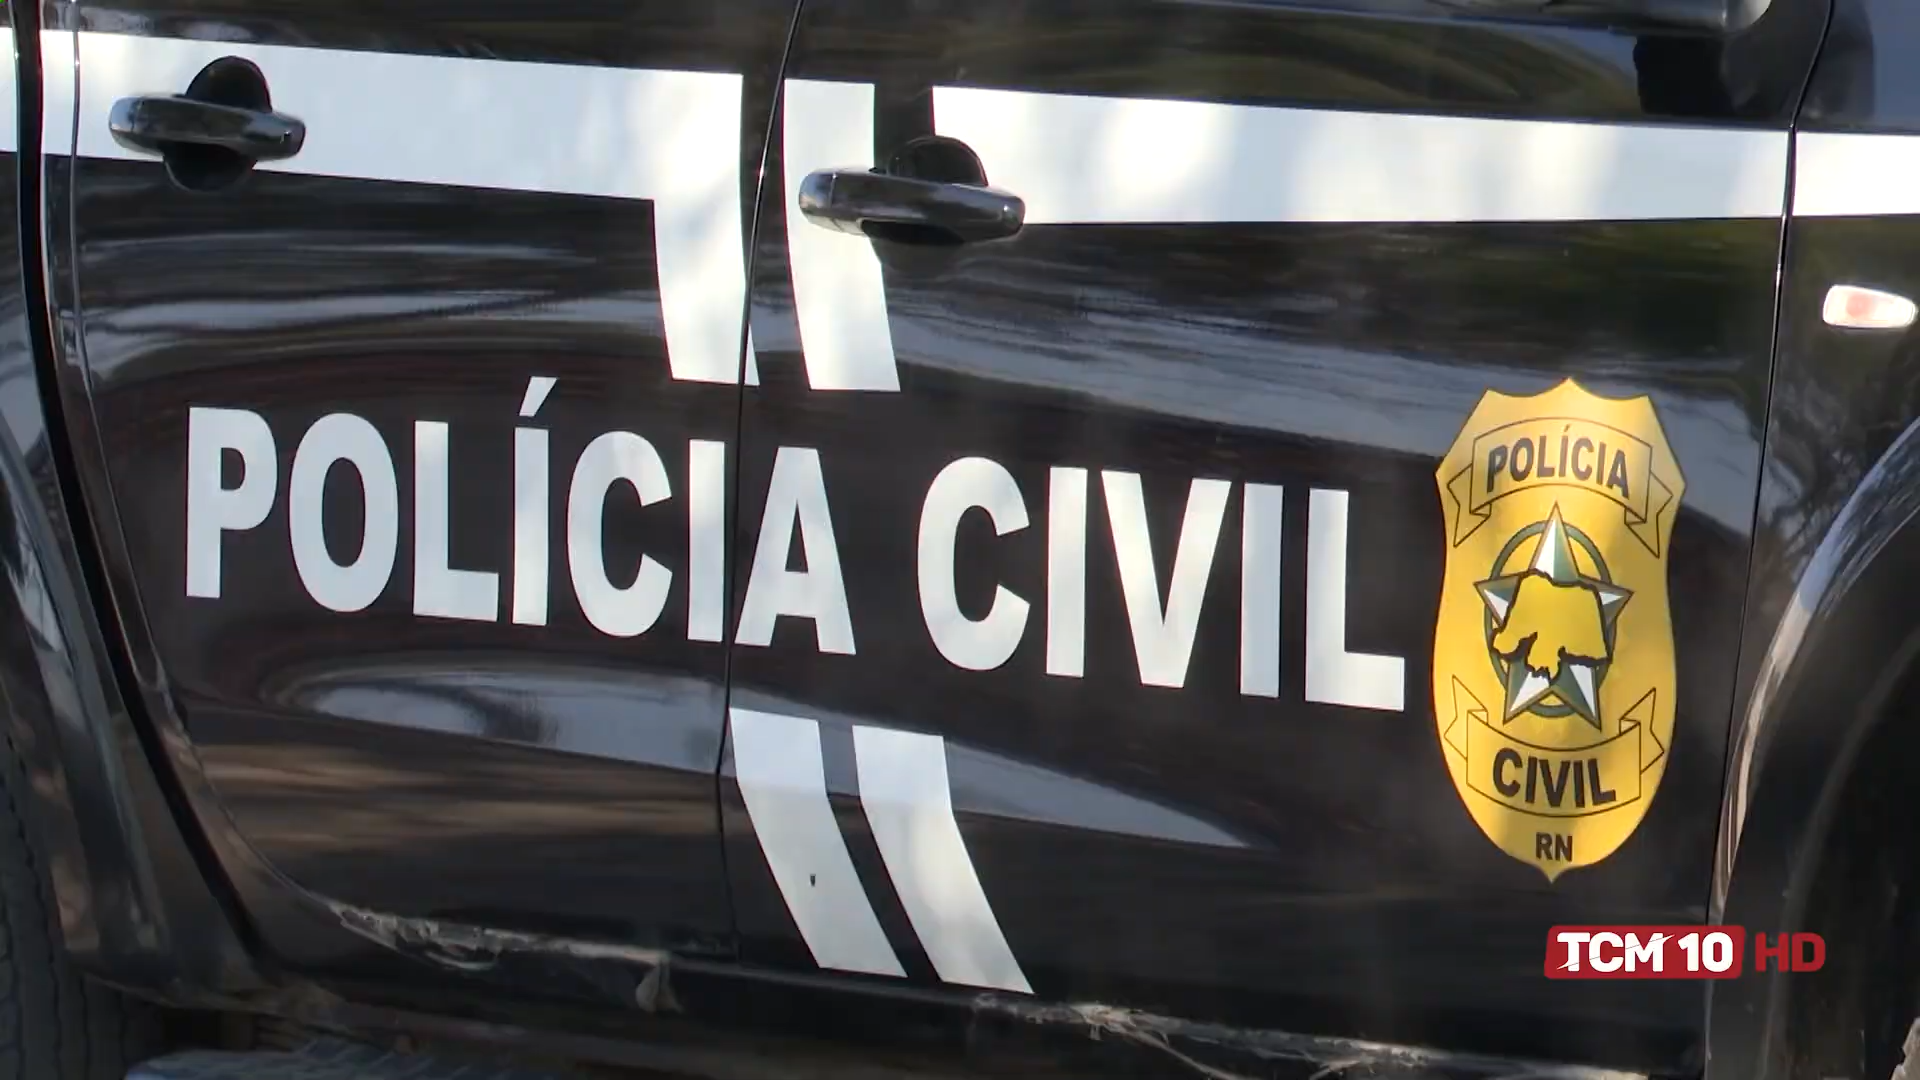 POLÍCIA CIVIL
POLÍCIA
CIVIL
RN
TCM 10 HD